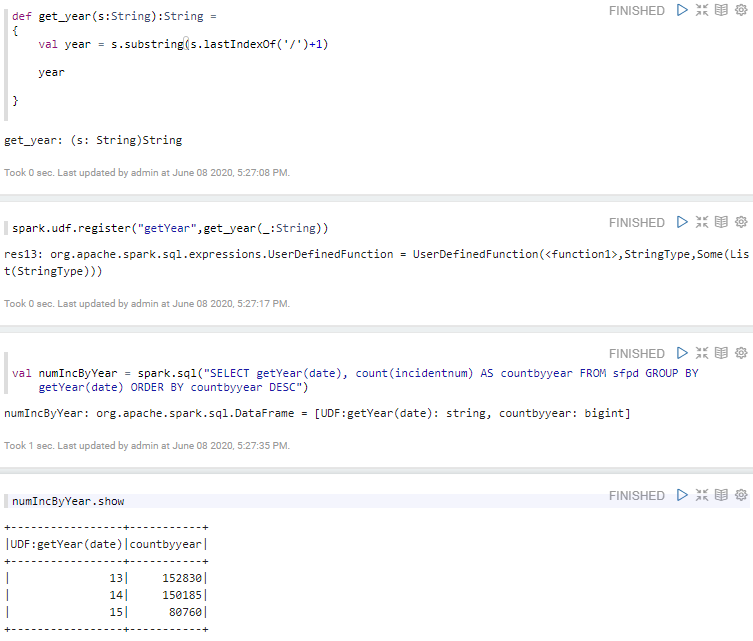 def get_year(s:String):String =
FINISHED
{
val year = s.substring(s.lastIndexOf('/')+1)
year
}
get_year: (s: String)String
Took 0 sec. Last updated by admin at June 08 2020, 5:27:08 PM.
FINISHED
spark.udf.register("getYear",get_year(_:String))
res13: org.apache.spark.sql.expressions.UserDefinedFunction = UserDefinedFunction(<function1>,StringType,Some(Lis
t(StringType)))
Took 0 sec. Last updated by admin at June 08 2020, 5:27:17 PM.
FINISHED
val numIncByYear = spark.sql("SELECT getYear(date), count(incidentnum) AS countbyyear FROM sfpd GROUP BY
getYear(date) ORDER BY countbyyear DESC")
numIncByYear: org.apache.spark.sql.DataFrame = [UDF:getYear(date): string, countbyyear: bigint]
Took 1 sec. Last updated by admin at June 08 2020, 5:27:35 PM.
FINISHED
numIncByYear.show
+-----------------+-----------+
|UDF:getYear(date)|countbyyear|
+-----------------+-----------+
|               13|     152830|
|               14|     150185|
|               15|      80760|
+-----------------+-----------+